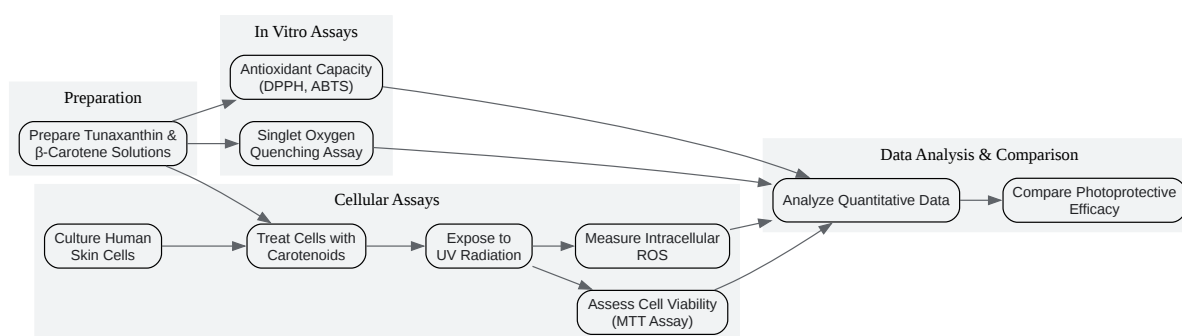 Preparation
Prepare Tunaxanthin &
β-Carotene Solutions
In Vitro Assays
Antioxidant Capacity
(DPPH, ABTS)
Singlet Oxygen
Quenching Assay
Cellular Assays
Culture Human
Skin Cells
Treat Cells with
Carotenoids
Expose to
UV Radiation
Measure Intracellular
ROS
Assess Cell Viability
(MTT Assay)
Data Analysis & Comparison
Analyze Quantitative Data
Compare Photoprotective
Efficacy